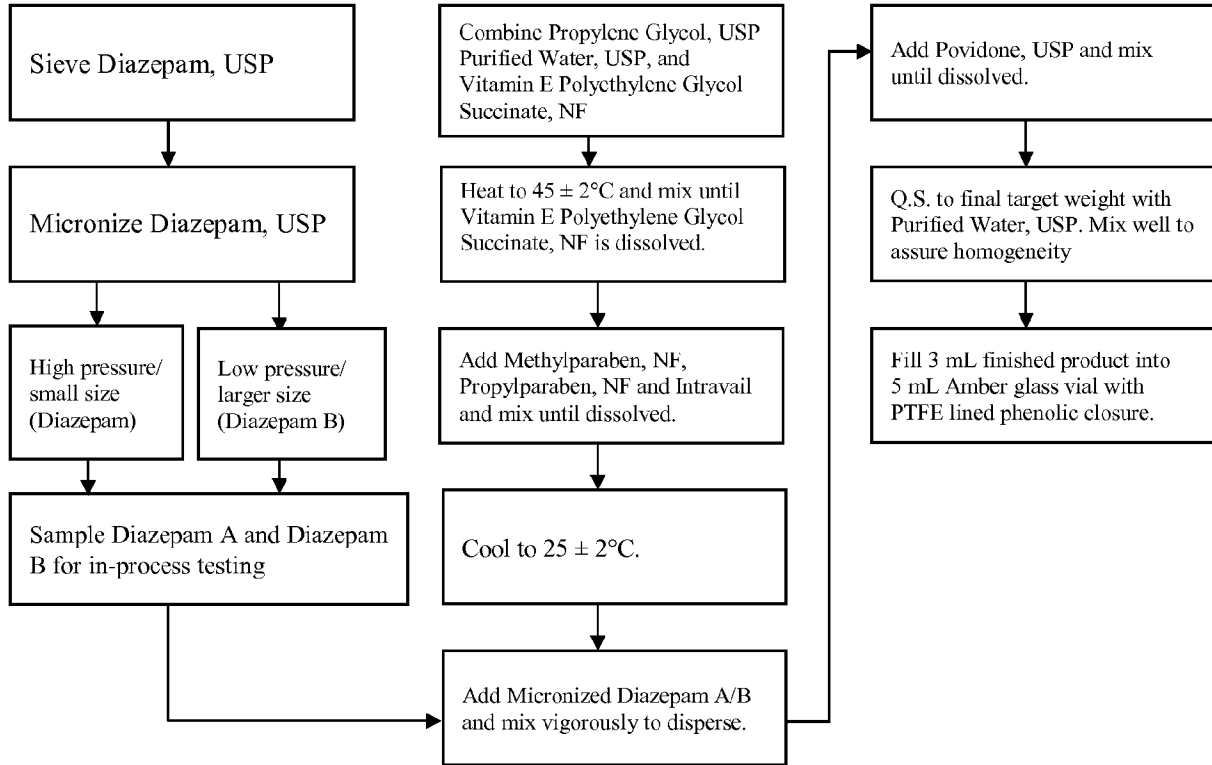 Sieve Diazepam, USP
Micronize Diazepam, USP
High pressure/
small size
(Diazepam)
Low pressure/
larger size
(Diazepam B)
Sample Diazepam A and Diazepam
B for in-process testing
Combine Propylene Glycol, USP
Purified Water, USP, and
Vitamin E Polyethylene Glycol
Succinate, NF
Heat to 45 ± 2°C and mix until
Vitamin E Polyethylene Glycol
Succinate, NF is dissolved.
Add Methylparaben, NF,
Propylparaben, NF and Intravail
and mix until dissolved.
Cool to 25 ± 2°C.
Add Micronized Diazepam A/B
and mix vigorously to disperse.
Add Povidone, USP and mix
until dissolved.
Q.S. to final target weight with
Purified Water, USP. Mix well to
assure homogeneity
Fill 3 mL finished product into
5 mL Amber glass vial with
PTFE lined phenolic closure.